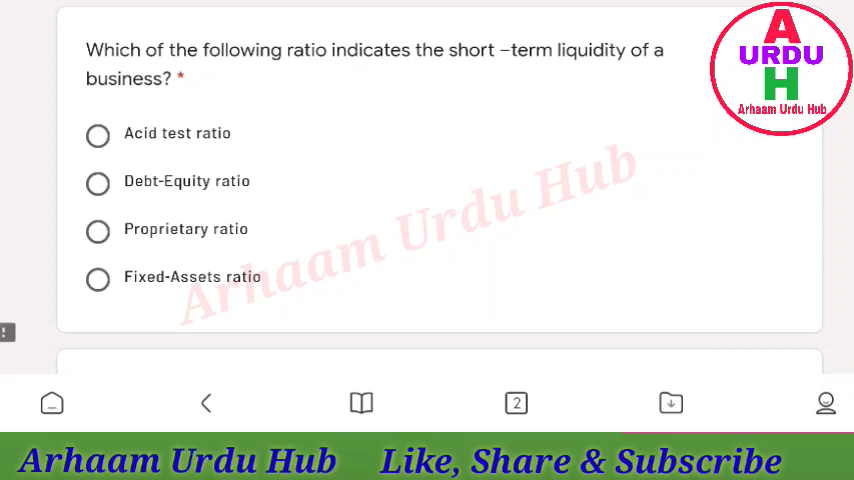 Which of the following ratio indicates the short –term liquidity of a
business? *
Acid test ratio
Debt-Equity ratio
Proprietary ratio
Fixed-Assets ratio
A
URDU
H
Arhaam Urdu Hub
Arhaam Urdu Hub
!
2
Arhaam Urdu Hub Like, Share & Subscribe